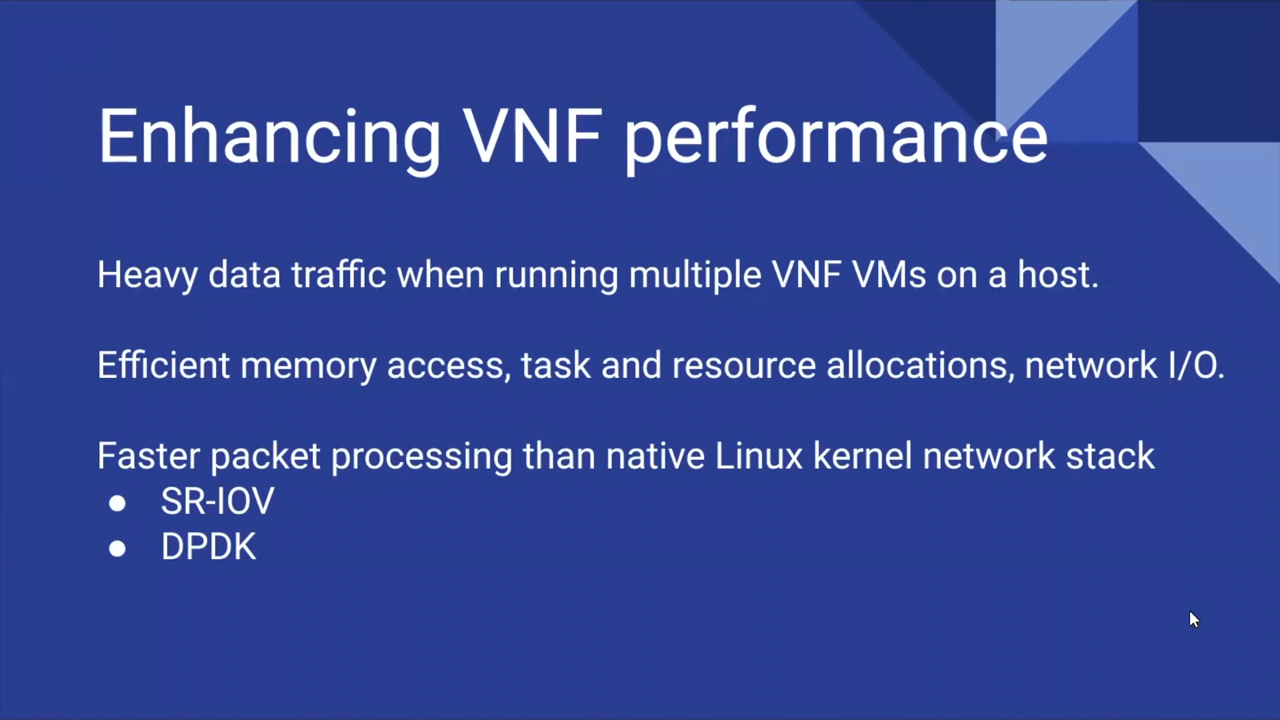 Enhancing VNF performance
Heavy data traffic when running multiple VNF VMs on a host.
Efficient memory access, task and resource allocations, network I/O.
Faster packet processing than native Linux kernel network stack
● SR-IOV
● DPDK